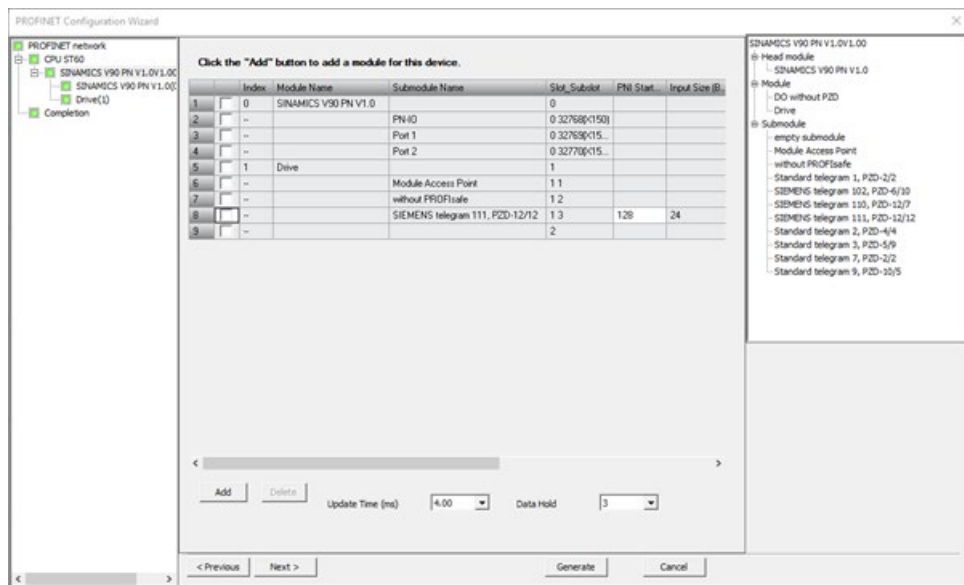 PROFINET Configuration Wizard
PROFINET network
CPU ST60
SINAMICS V90 PN V1.0V1.00
SINAMICS V90 PN V1.0(0
Drive(1)
Completion
Click the "Add" button to add a module for this device.
Index Module Name Submodule Name Slot_Subslot PNI Start... Input Size (B..
1 0 SINAMICS V90 PN V1.0 0
2 -- PN-IO 0 32768(X150)
3 -- Port 1 0 32769(X15...
4 -- Port 2 0 32770(X15...
5 1 Drive 1
6 -- Module Access Point 1 1
7 -- without PROFIsafe 1 2
8 -- SIEMENS telegram 111, PZD-12/12 1 3 128 24
9 -- 2
Add Delete Update Time (ms) 4.00 Data Hold 3
< Previous Next > Generate Cancel
SINAMICS V90 PN V1.0V1.00
Head module
SINAMICS V90 PN V1.0
Module
DO without PZD
Drive
Submodule
empty submodule
Module Access Point
without PROFIsafe
Standard telegram 1, PZD-2/2
SIEMENS telegram 102, PZD-6/10
SIEMENS telegram 110, PZD-12/7
SIEMENS telegram 111, PZD-12/12
Standard telegram 2, PZD-4/4
Standard telegram 3, PZD-5/9
Standard telegram 7, PZD-2/2
Standard telegram 9, PZD-10/5